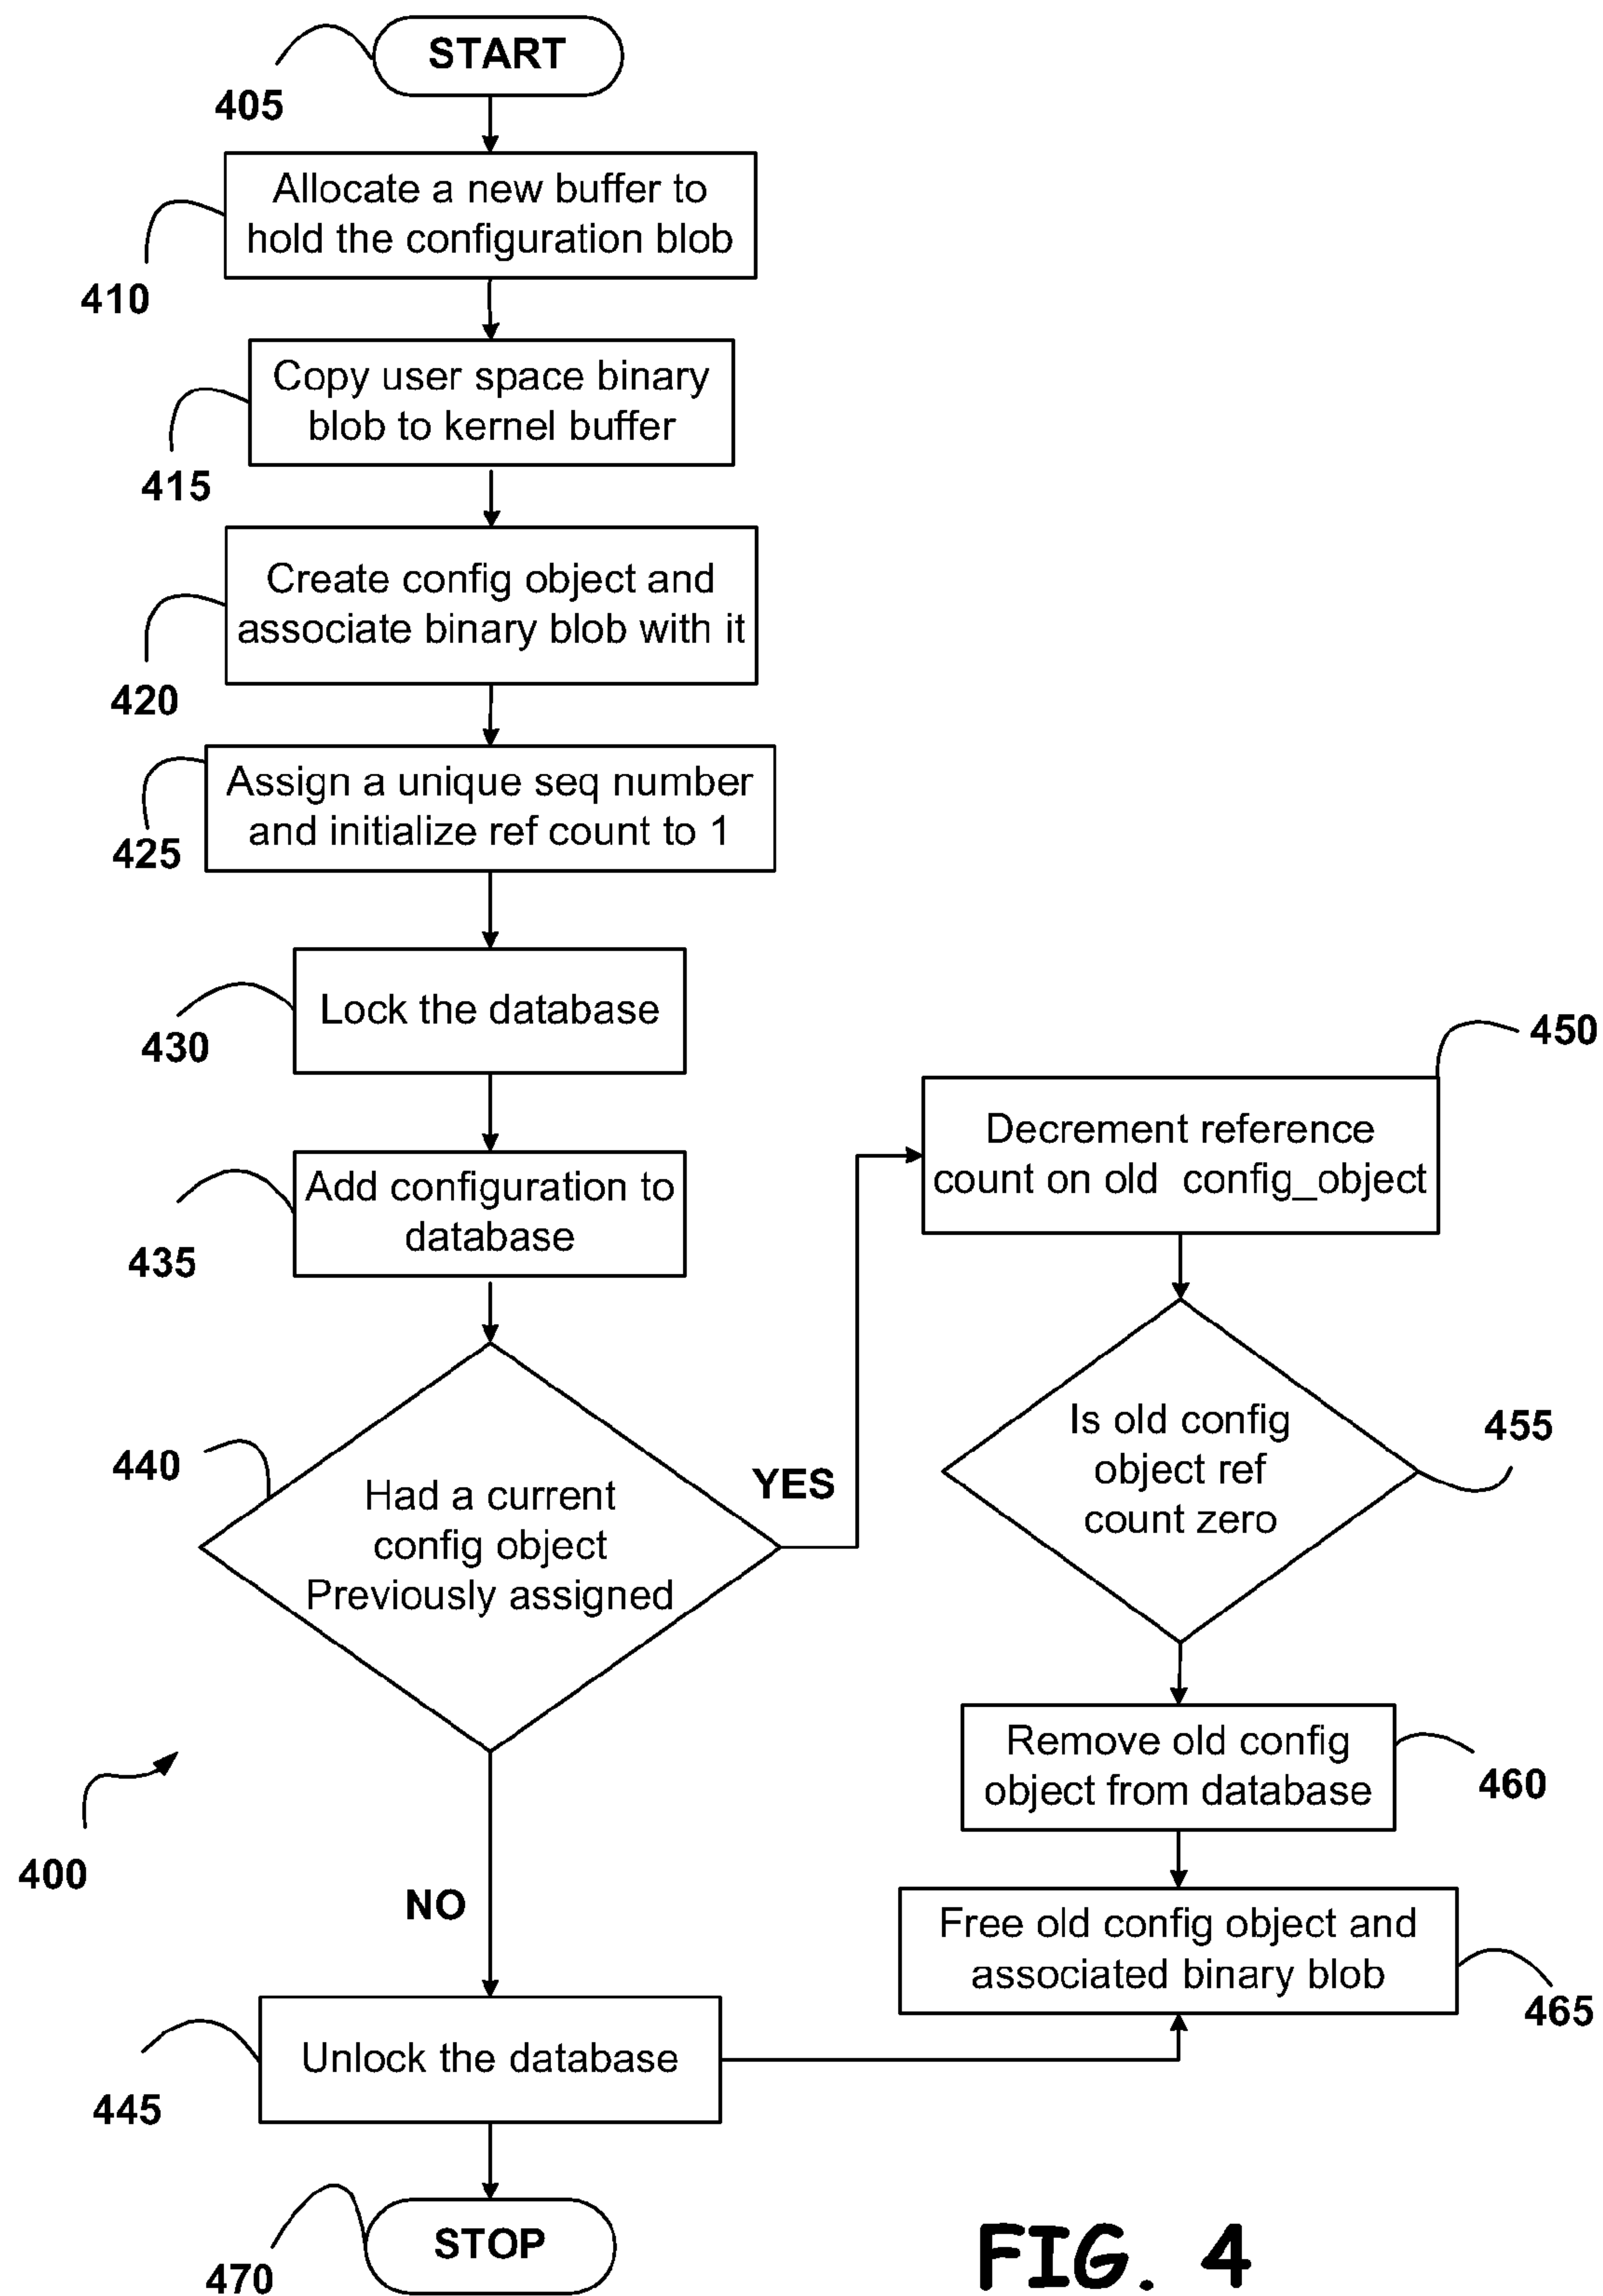 START
405
Allocate a new buffer to
hold the configuration blob
410
Copy user space binary
blob to kernel buffer
415
Create config object and
associate binary blob with it
420
Assign a unique seq number
and initialize ref count to 1
425
Lock the database
430
Add configuration to
database
435
Had a current
config object
Previously assigned
440
YES
NO
450
Decrement reference
count on old config_object
Is old config
object ref
count zero
455
Remove old config
object from database
460
Free old config object and
associated binary blob
465
400
Unlock the database
445
STOP
470
FIG. 4